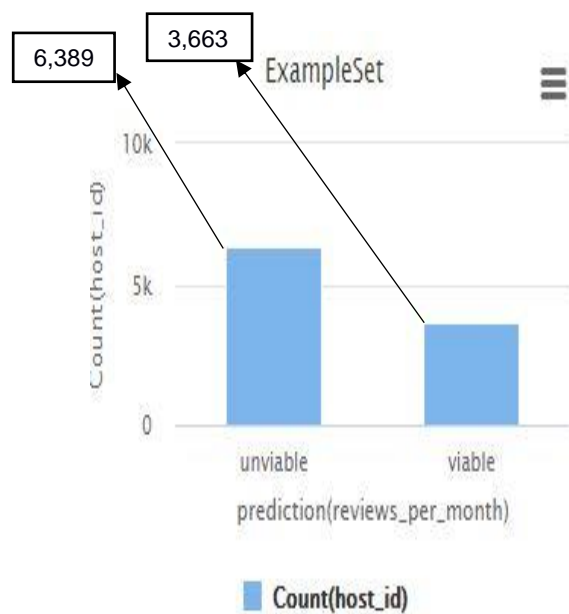 3,663
6,389
ExampleSet
10k
Count(host_id)
5k
0
unviable
viable
prediction(reviews_per_month)
Count(host_id)